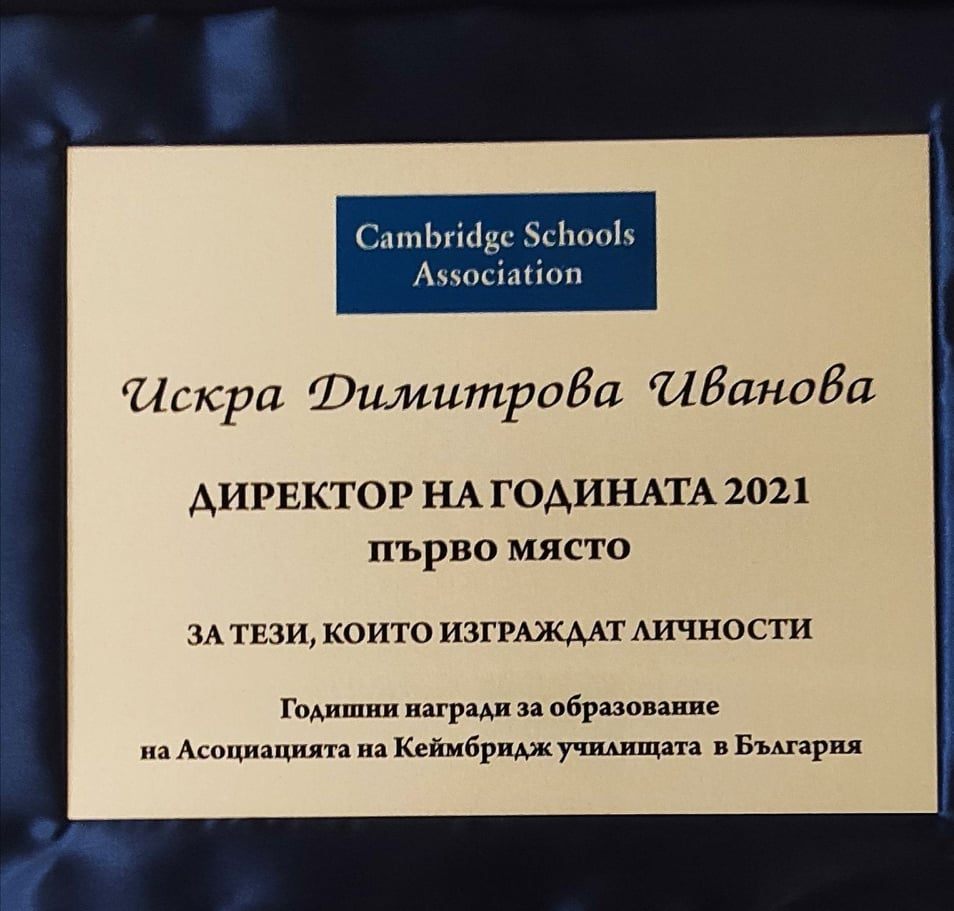 Cambridge Schools
Association
Искра Димитрова Иванова
ДИРЕКТОР НА ГОДИНАТА 2021
първо място
ЗА ТЕЗИ, КОИТО ИЗГРАЖДАТ ЛИЧНОСТИ
Годишни награди за образование
на Асоциацията на Кеймбридж училищата в България